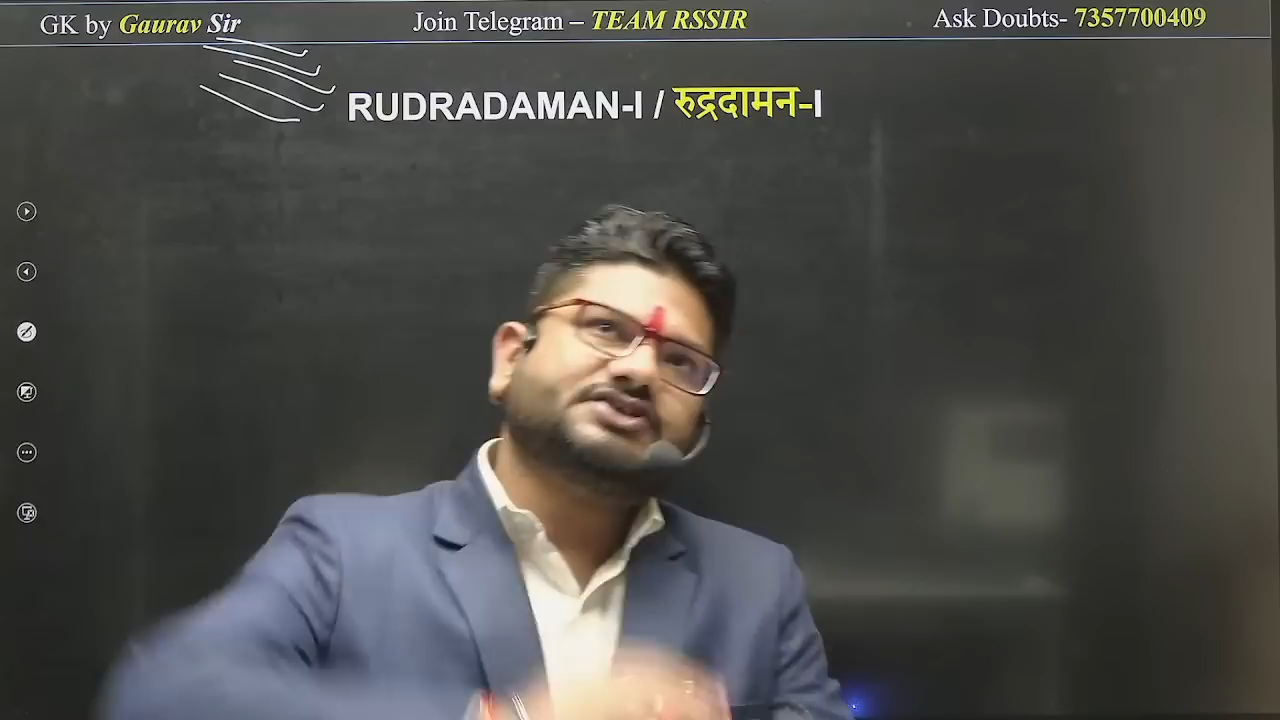 GK by Gaurav Sir Join Telegram – TEAM RSSIR Ask Doubts- 7357700409
RUDRADAMAN-I / रुद्रदामन-I